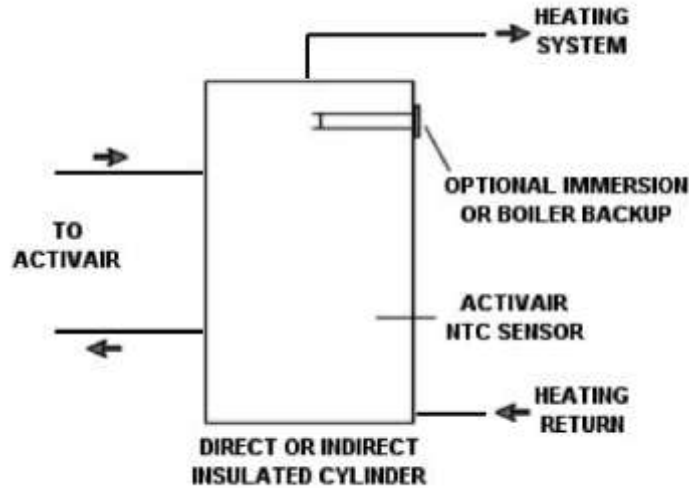 HEATING
SYSTEM
OPTIONAL IMMERSION
OR BOILER BACKUP
TO
ACTIVAIR
ACTIVAIR
NTC SENSOR
HEATING
RETURN
DIRECT OR INDIRECT
INSULATED CYLINDER